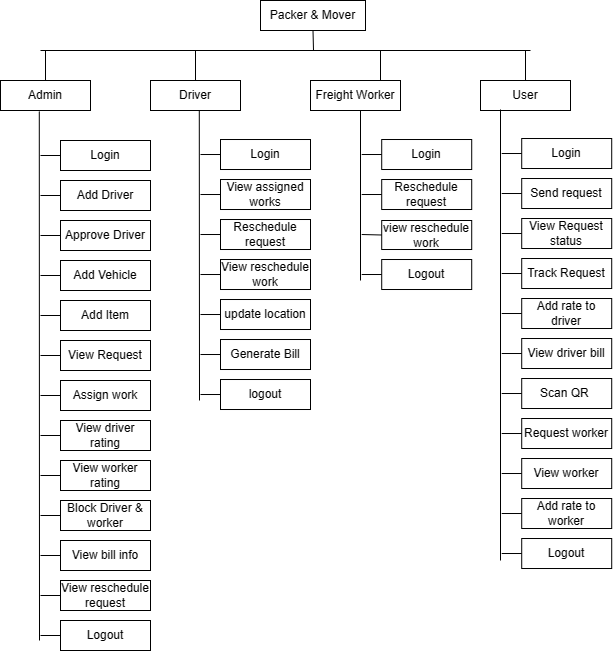 Packer & Mover
Admin
Driver
Freight Worker
User
Login
Add Driver
Approve Driver
Add Vehicle
Add Item
View Request
Assign work
View driver
rating
View worker
rating
Block Driver &
worker
View bill info
View reschedule
request
Logout
Login
View assigned
works
Reschedule
request
View reschedule
work
update location
Generate Bill
logout
Login
Reschedule
request
view reschedule
work
Logout
Login
Send request
View Request
status
Track Request
Add rate to
driver
View driver bill
Scan QR
Request worker
View worker
Add rate to
worker
Logout